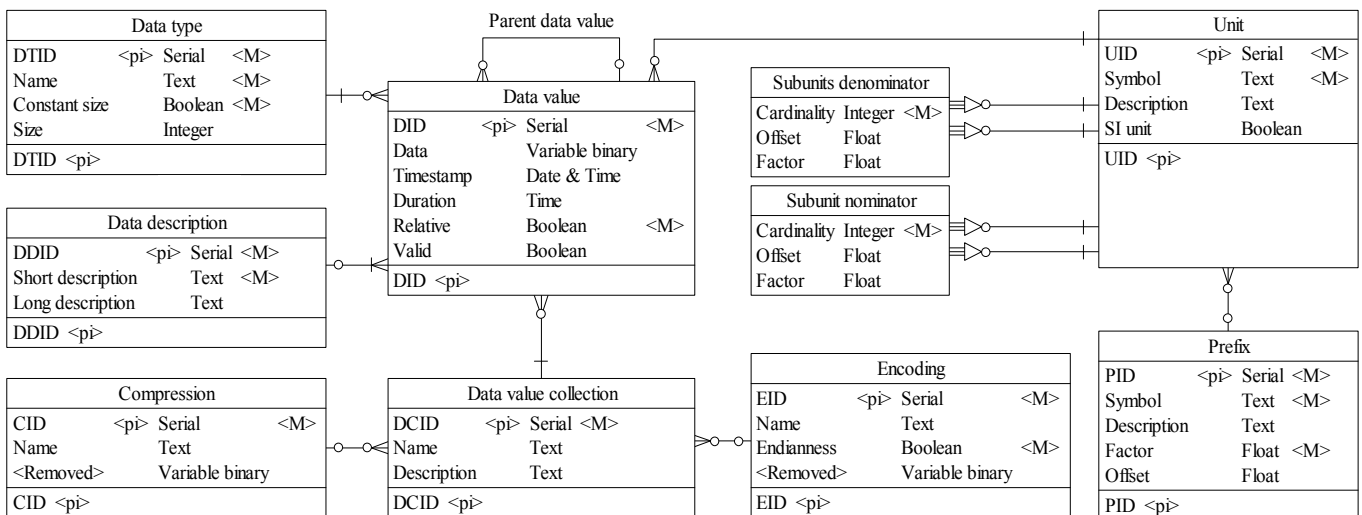 Data type
DTID <pi> Serial <M>
Name Text <M>
Constant size Boolean <M>
Size Integer
DTID <pi>
Parent data value
Data value
DID <pi> Serial <M>
Data Variable binary
Timestamp Date & Time
Duration Time
Relative Boolean <M>
Valid Boolean
DID <pi>
Subunits denominator
Cardinality Integer <M>
Offset Float
Factor Float
Unit
UID <pi> Serial <M>
Symbol Text <M>
Description Text
SI unit Boolean
UID <pi>
Subunit nominator
Cardinality Integer <M>
Offset Float
Factor Float
Data description
DDID <pi> Serial <M>
Short description Text <M>
Long description Text
DDID <pi>
Compression
CID <pi> Serial <M>
Name Text
<Removed> Variable binary
CID <pi>
Data value collection
DCID <pi> Serial <M>
Name Text
Description Text
DCID <pi>
Encoding
EID <pi> Serial <M>
Name Text
Endianness Boolean <M>
<Removed> Variable binary
EID <pi>
Prefix
PID <pi> Serial <M>
Symbol Text <M>
Description Text
Factor Float <M>
Offset Float
PID <pi>